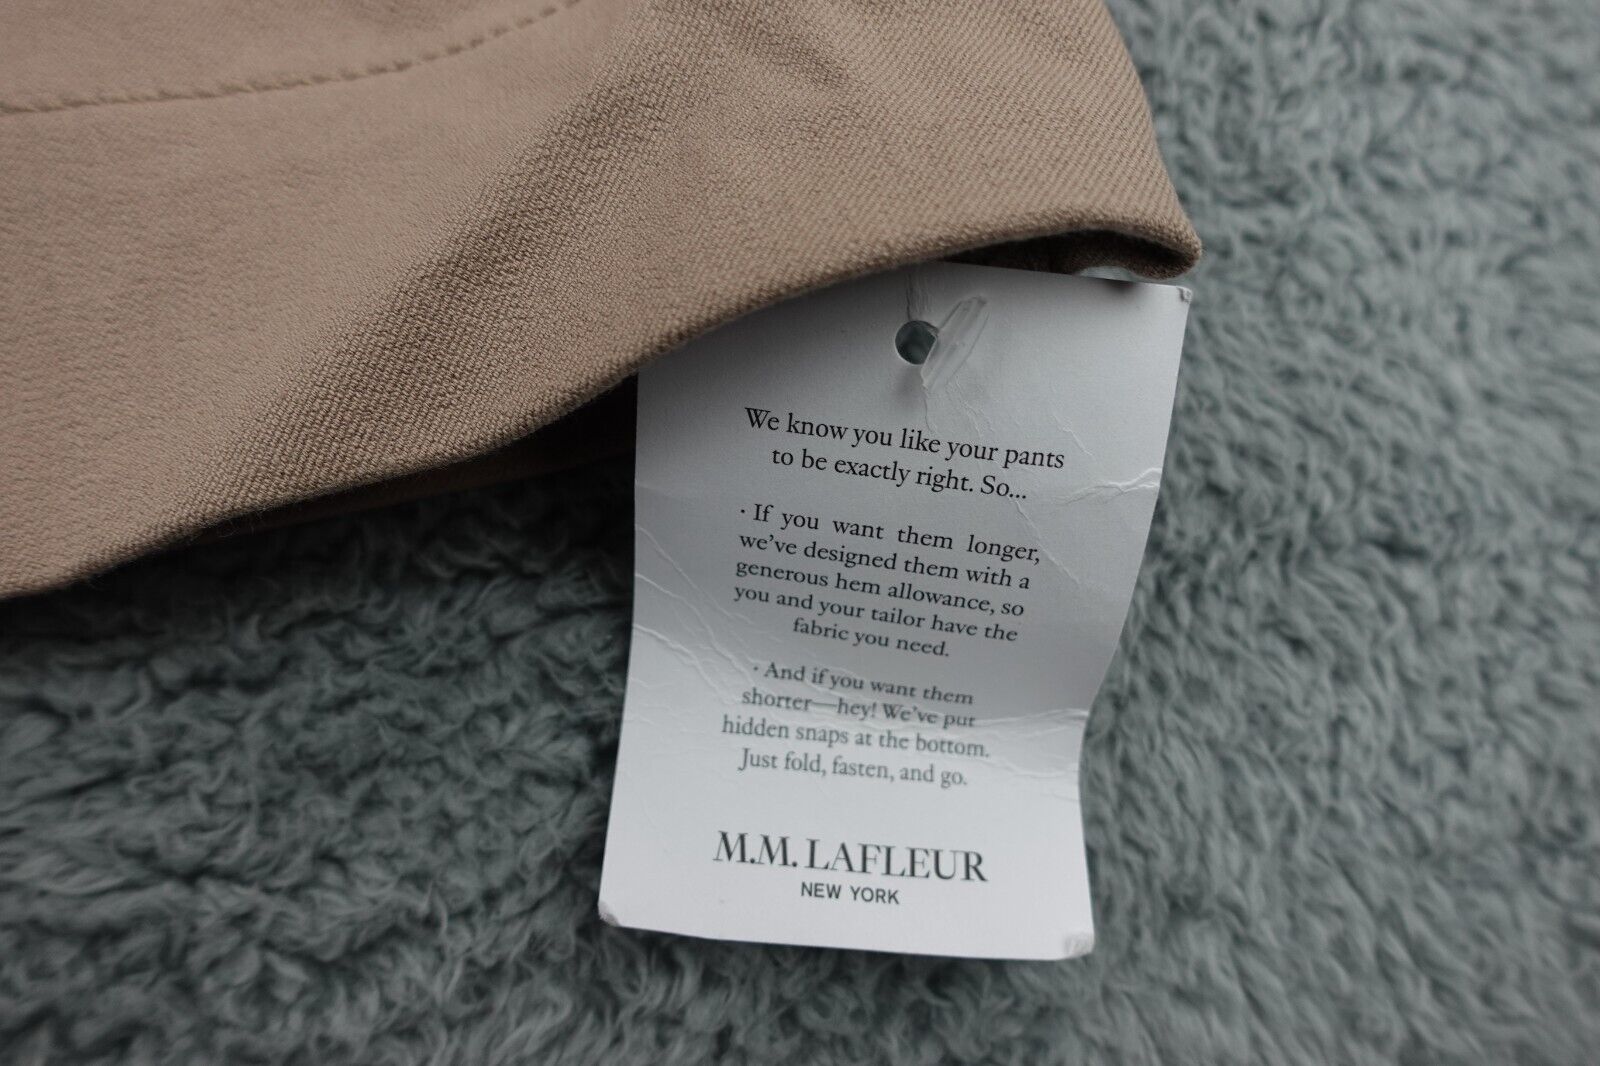 We know you like your pants
to be exactly right. So...
· If you want them longer,
we've designed them with a
generous hem allowance, so
you and your tailor have the
fabric you need.
· And if you want them
shorter—hey! We've put
hidden snaps at the bottom.
Just fold, fasten, and go.
M.M. LAFLEUR
NEW YORK